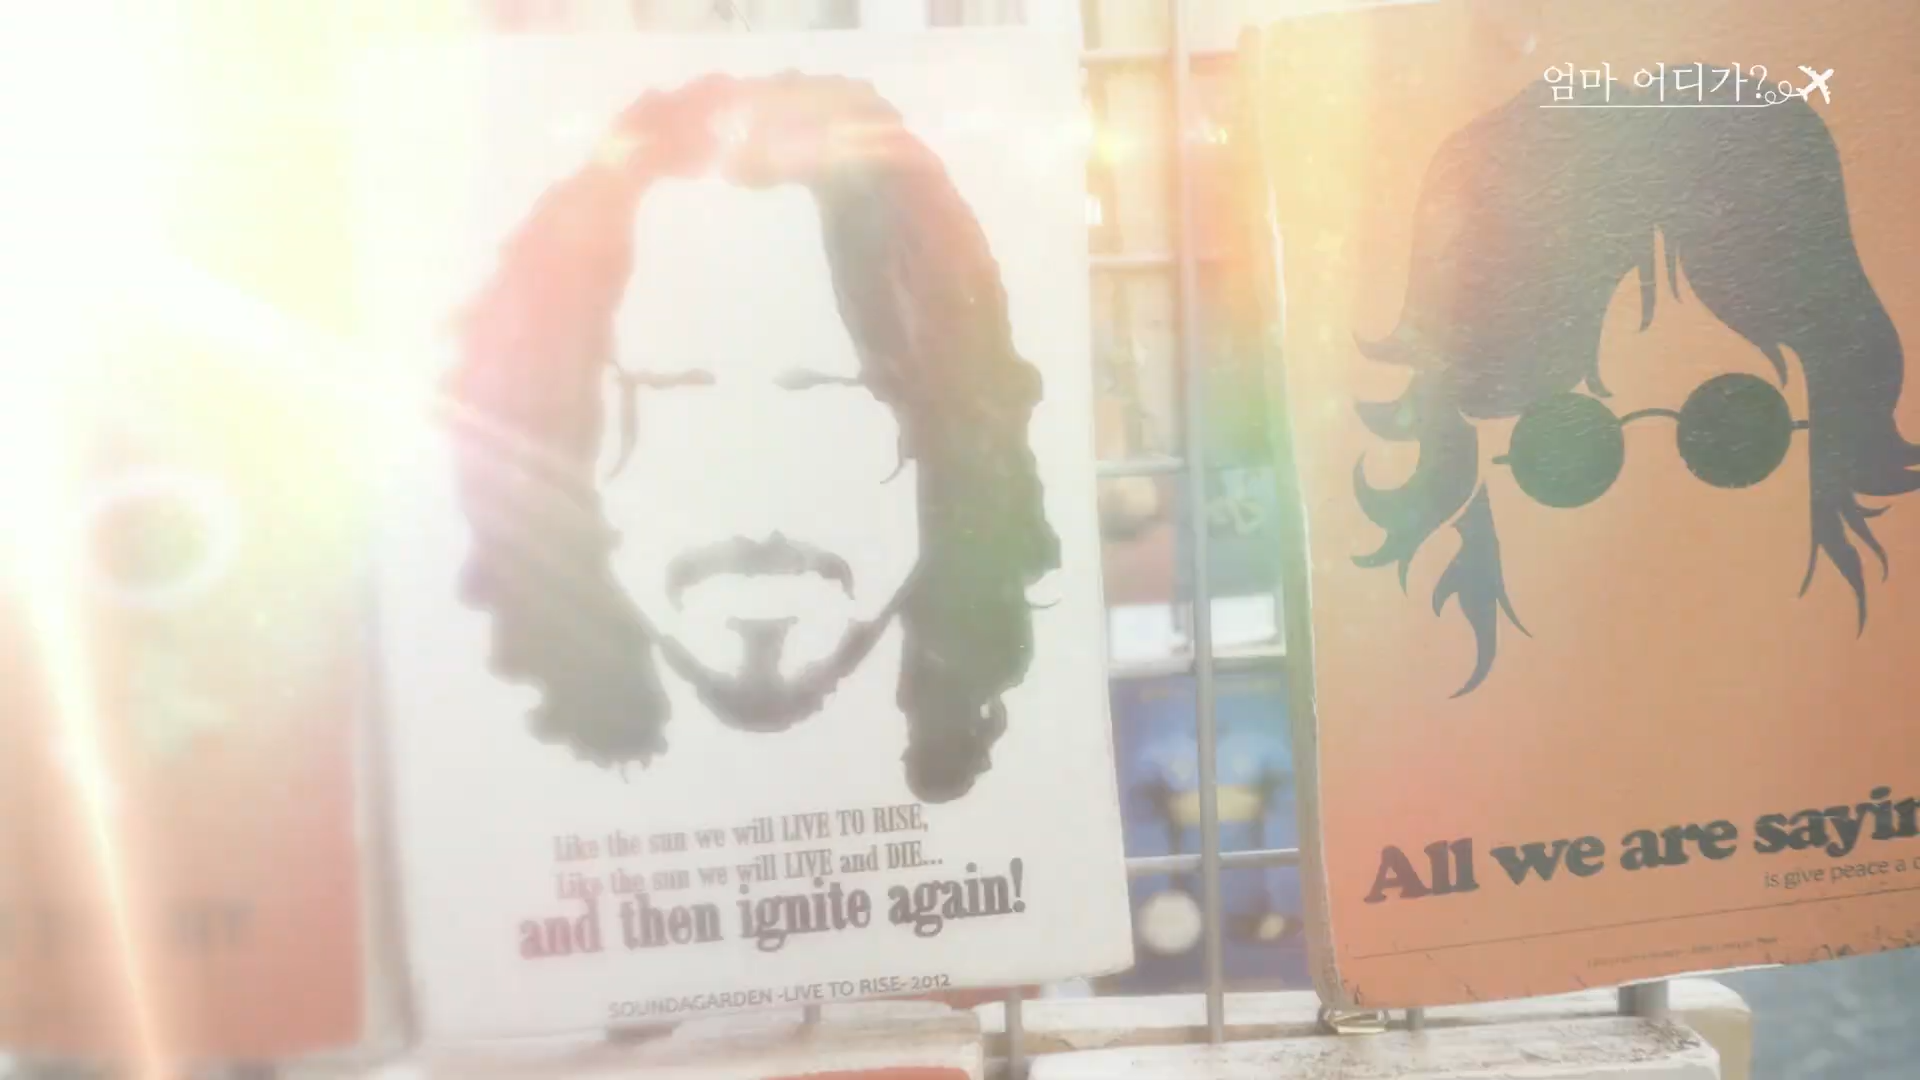 엄마 어디가?
Like the sun we will LIVE TO RISE,
Like the sun we will LIVE and DIE...
and then ignite again!
SOUNDAGARDEN -LIVE TO RISE- 2012
All we are sayin
is give peace a c